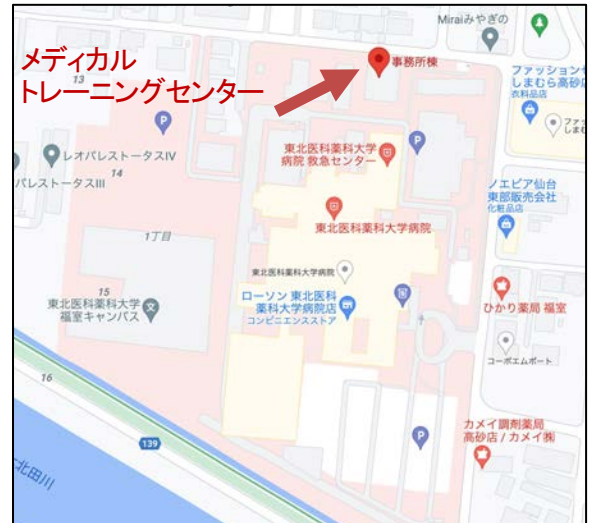 Miraiみやぎの
メディカル
トレーニングセンター
事務所棟
13
P
ファッション
しまむら高砂
衣料品店
レオパレストータスIV
14
パレストータスIII
東北医科薬科大学
病院 救急センター
P
ノエビア仙台
東部販売会社
化粧品店
東北医科薬科大学病院
1丁目
東北医科薬科大学病院
15
東北医科薬科大学
福室キャンパス
ローソン 東北医科
薬科大学病院店
コンビニエンスストア
ひかり薬局 福室
コーポエムポート
16
139
P
カメイ調剤薬局
高砂店 / カメイ㈱
北田川